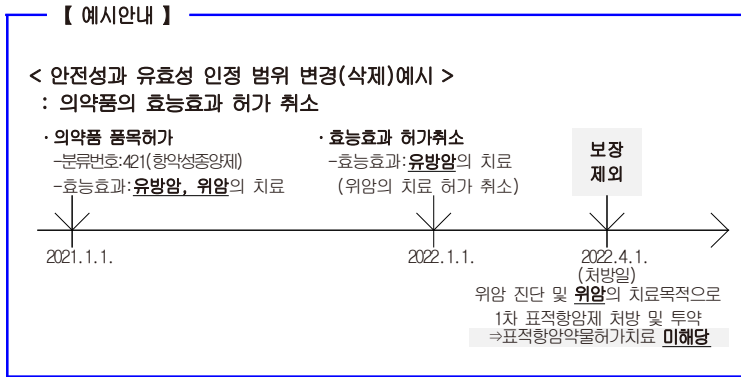 【 예시안내 】
< 안전성과 유효성 인정 범위 변경(삭제)예시 >
: 의약품의 효능효과 허가 취소
· 의약품 품목허가
-분류번호:421(항악성종양제)
-효능효과:유방암, 위암의 치료
· 효능효과 허가취소
-효능효과:유방암의 치료
(위암의 치료 허가 취소)
보장
제외
2021.1.1.
2022.1.1.
2022.4.1.
(처방일)
위암 진단 및 위암의 치료목적으로
1차 표적항암제 처방 및 투약
⇒표적항암약물허가치료 미해당